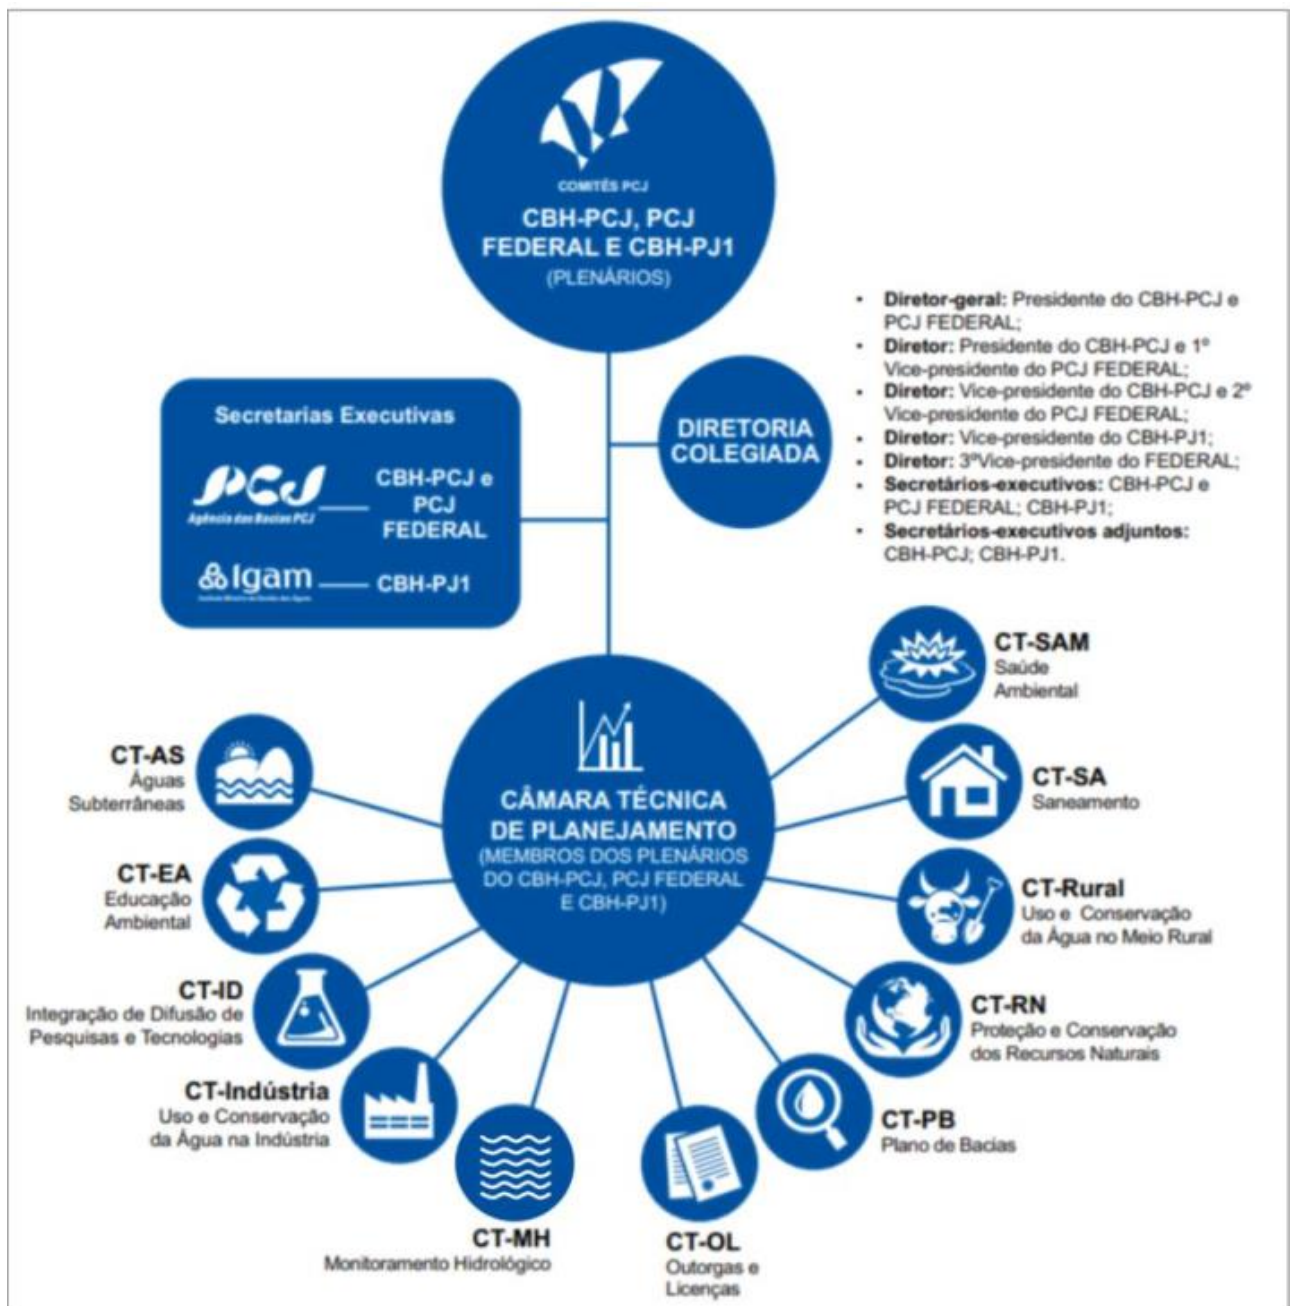 COMITÊS PCJ
CBH-PCJ, PCJ
FEDERAL E CBH-PJ1
(PLENÁRIOS)
• Diretor-geral: Presidente do CBH-PCJ e
PCJ FEDERAL;
• Diretor: Presidente do CBH-PCJ e 1º
Vice-presidente do PCJ FEDERAL;
• Diretor: Vice-presidente do CBH-PCJ e 2º
Vice-presidente do PCJ FEDERAL;
• Diretor: Vice-presidente do CBH-PJ1;
• Diretor: 3ºVice-presidente do FEDERAL;
• Secretários-executivos: CBH-PCJ e
PCJ FEDERAL; CBH-PJ1;
• Secretários-executivos adjuntos:
CBH-PCJ; CBH-PJ1.
DIRETORIA
COLEGIADA
Secretarias Executivas
PCJ
Agência das Bacias PCJ
CBH-PCJ e
PCJ
FEDERAL
Igam
Instituto Mineiro de Gestão das Águas
CBH-PJ1
CÂMARA TÉCNICA
DE PLANEJAMENTO
(MEMBROS DOS PLENÁRIOS
DO CBH-PCJ, PCJ FEDERAL
E CBH-PJ1)
CT-AS
Águas
Subterrâneas
CT-EA
Educação
Ambiental
CT-ID
Integração de Difusão de
Pesquisas e Tecnologias
CT-Indústria
Uso e Conservação
da Água na Indústria
CT-MH
Monitoramento Hidrológico
CT-OL
Outorgas e
Licenças
CT-PB
Plano de Bacias
CT-RN
Proteção e Conservação
dos Recursos Naturais
CT-Rural
Uso e Conservação
da Água no Meio Rural
CT-SA
Saneamento
CT-SAM
Saúde
Ambiental